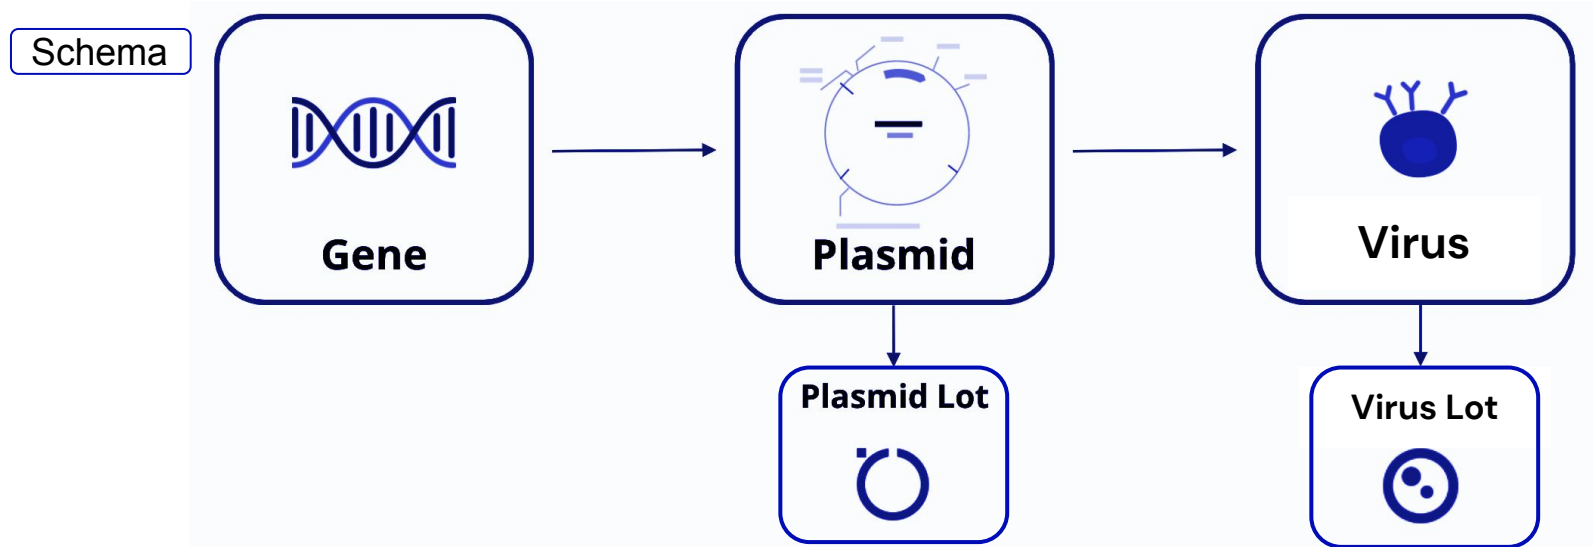 Schema
Gene
Plasmid
Virus
Plasmid Lot
Virus Lot